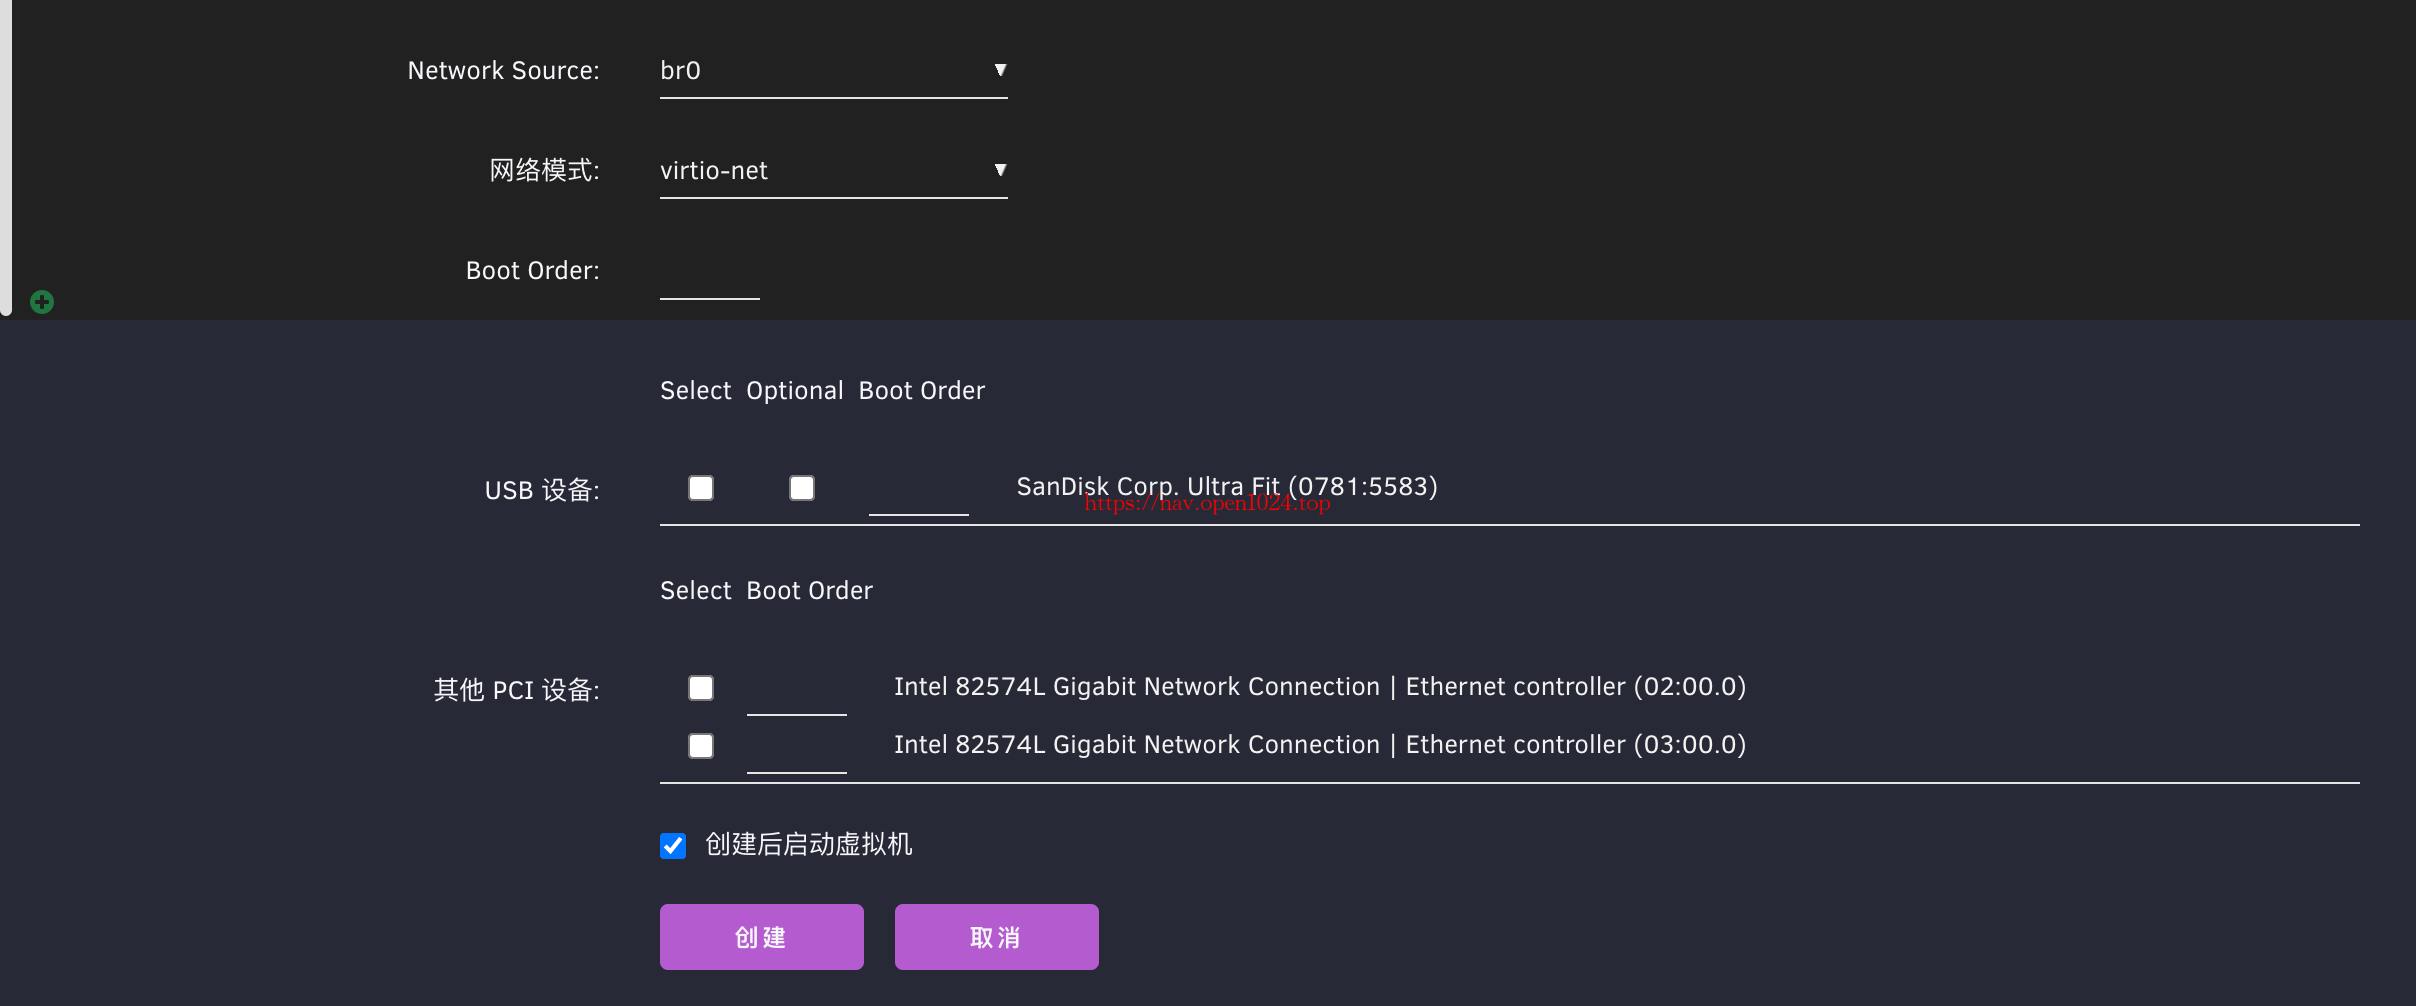 Network Source: br0
网络模式: virtio-net
Boot Order:
Select Optional Boot Order
USB 设备: SanDisk Corp. Ultra Fit (0781:5583)
https://nav.open1024.top
Select Boot Order
其他 PCI 设备: Intel 82574L Gigabit Network Connection | Ethernet controller (02:00.0)
Intel 82574L Gigabit Network Connection | Ethernet controller (03:00.0)
创建后启动虚拟机
创建 取消